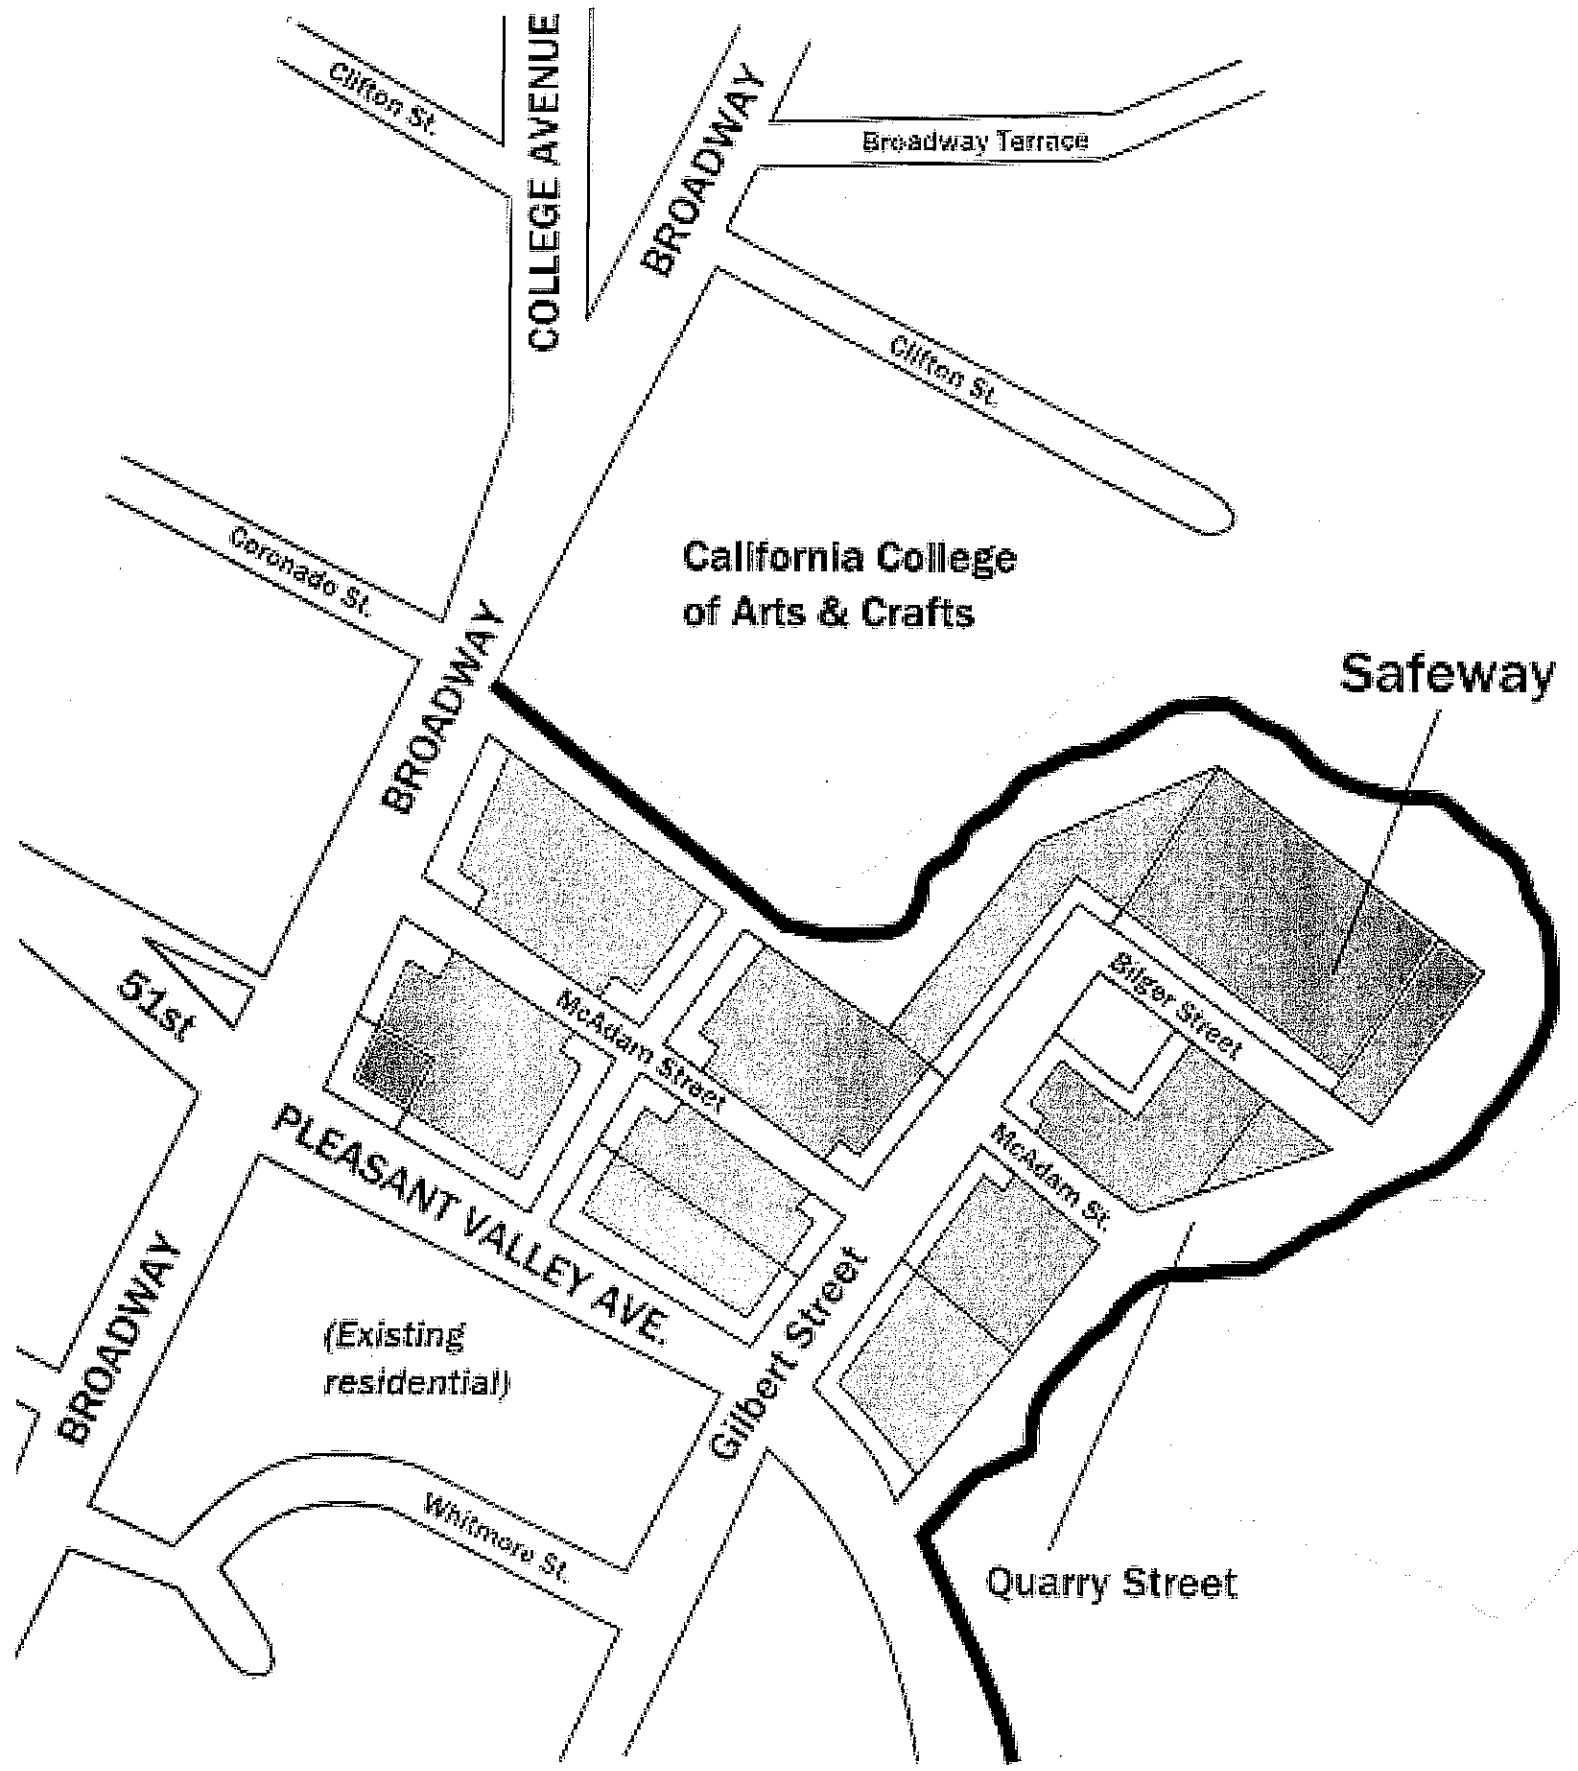 Clifton St.
COLLEGE AVENUE
BROADWAY
Broadway Terrace
Clifton St.
Coronado St.
California College
of Arts & Crafts
BROADWAY
Safeway
51st
McAdam Street
Bilger Street
McAdam St.
PLEASANT VALLEY AVE.
BROADWAY
(Existing
residential)
Gilbert Street
Whitmore St.
Quarry Street